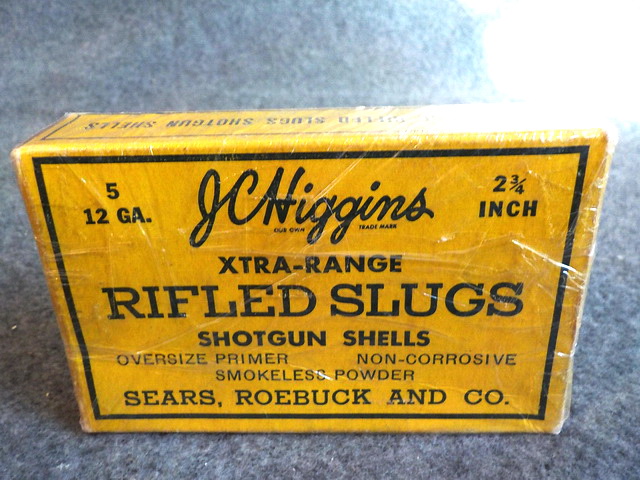 RIFLED SLUGS SHOTGUN SHELLS
5
12 GA.
J.C. Higgins
OUR OWN TRADE MARK
2¾
INCH
XTRA-RANGE
RIFLED SLUGS
SHOTGUN SHELLS
OVERSIZE PRIMER NON-CORROSIVE
SMOKELESS POWDER
SEARS, ROEBUCK AND CO.